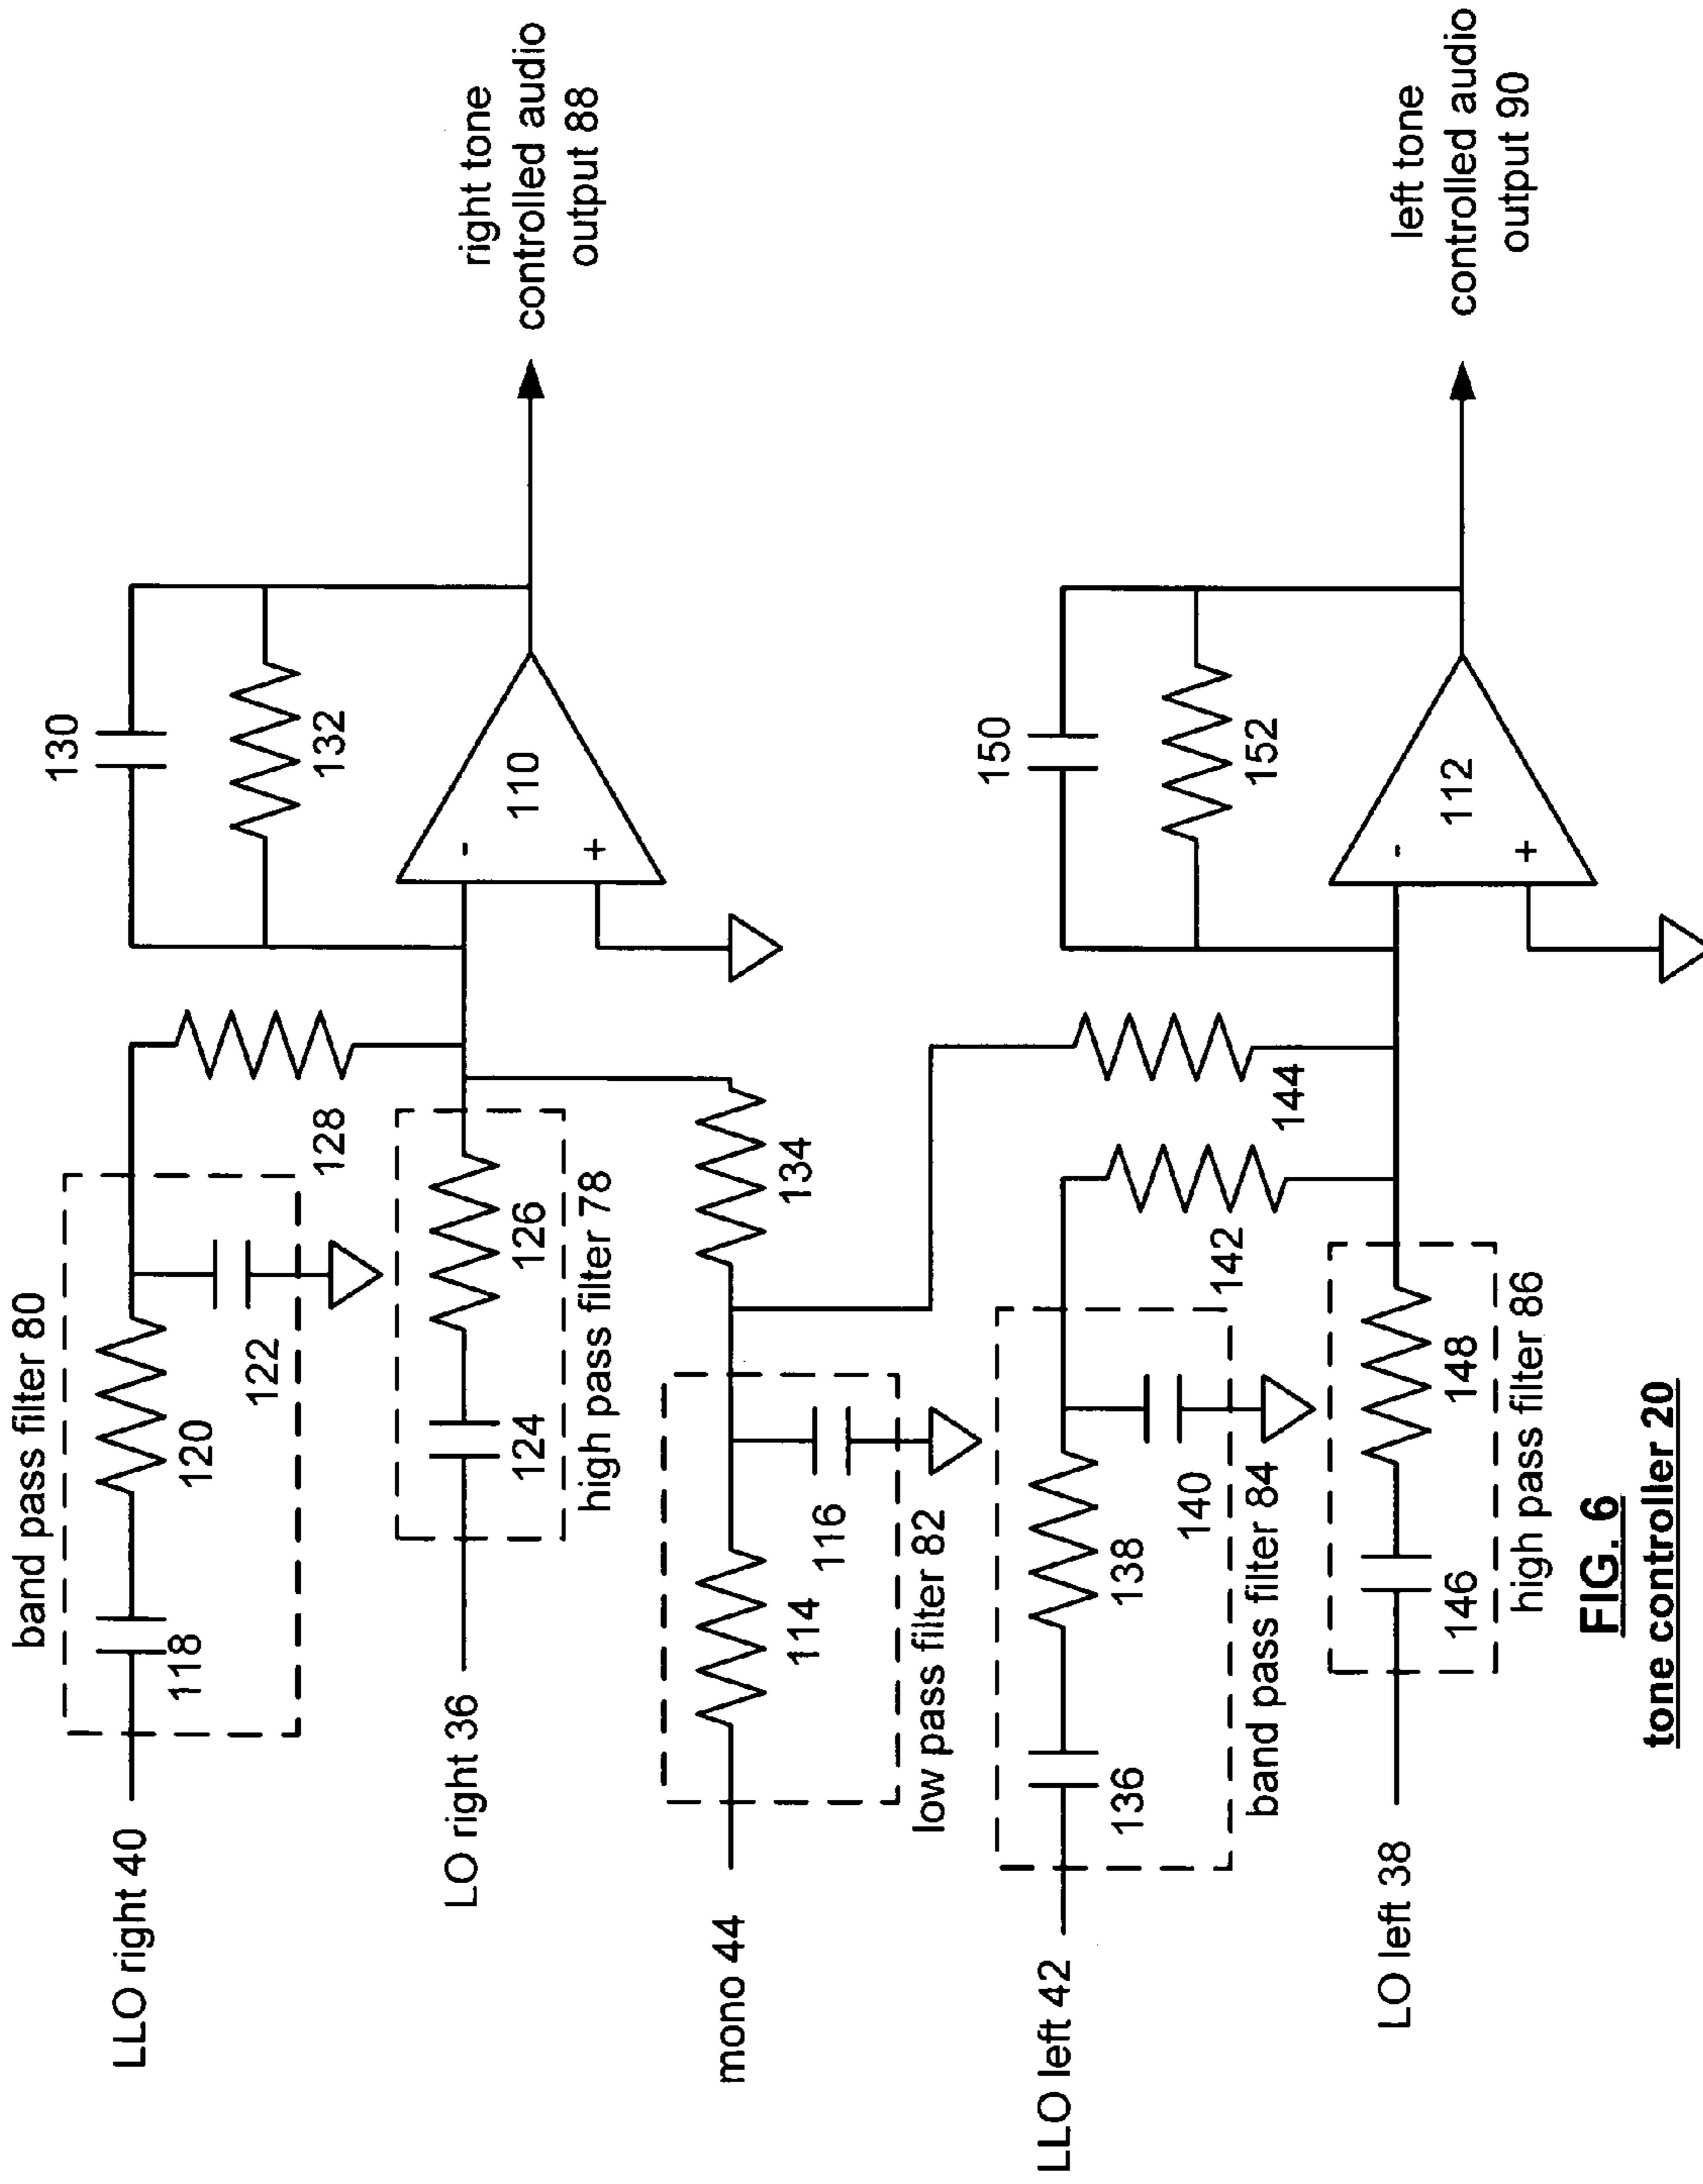 band pass filter 80
LLO right 40
118
120
122
128
130
132
right tone
controlled audio
output 88
LO right 36
124
126
high pass filter 78
-
110
+
134
mono 44
114
116
low pass filter 82
LLO left 42
136
138
140
band pass filter 84
142
144
150
152
left tone
controlled audio
output 90
LO left 38
146
148
high pass filter 86
-
112
+
FIG. 6
tone controller 20